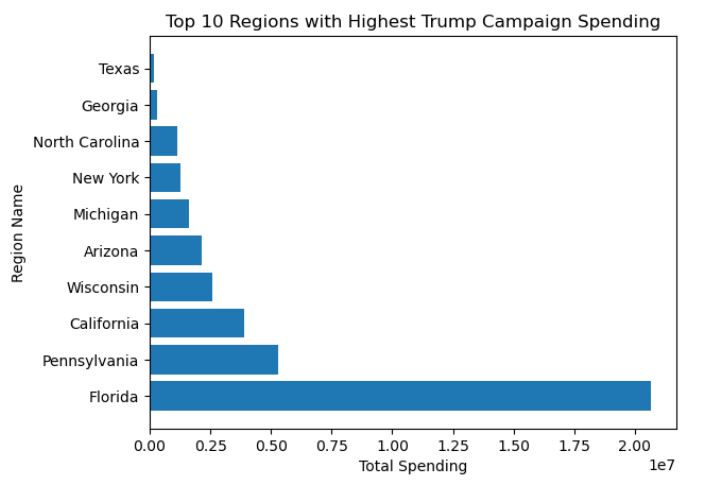 Top 10 Regions with Highest Trump Campaign Spending
Region Name
Texas
Georgia
North Carolina
New York
Michigan
Arizona
Wisconsin
California
Pennsylvania
Florida
0.00 0.25 0.50 0.75 1.00 1.25 1.50 1.75 2.00
1e7
Total Spending